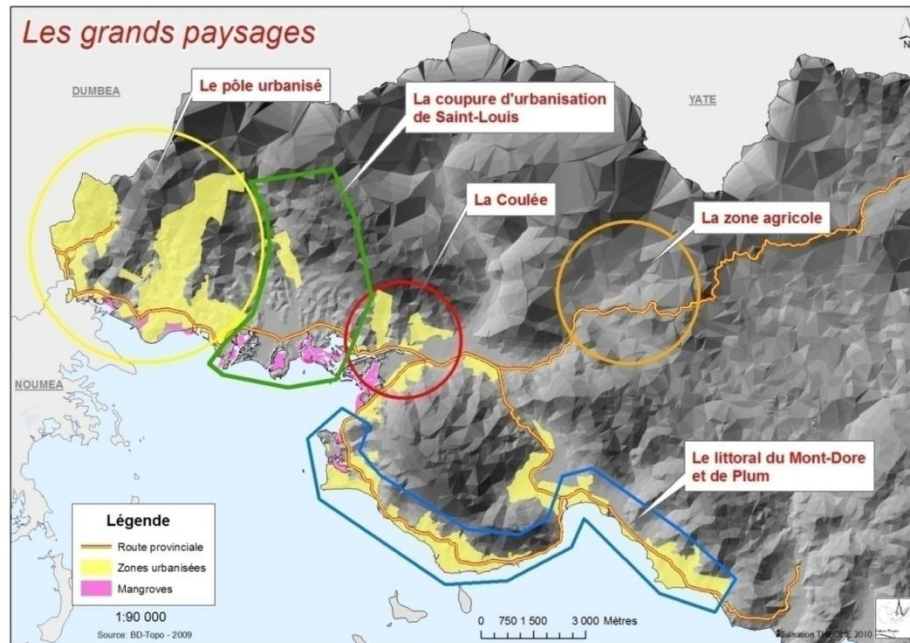 Les grands paysages
N
DUMBEA
Le pôle urbanisé
La coupure d'urbanisation
de Saint-Louis
YATE
La Coulée
La zone agricole
NOUMEA
Le littoral du Mont-Dore
et de Plum
Légende
Route provinciale
Zones urbanisées
Mangroves
1:90 000
Source: BD-Topo - 2009
0 750 1 500 3 000 Mètres
2010